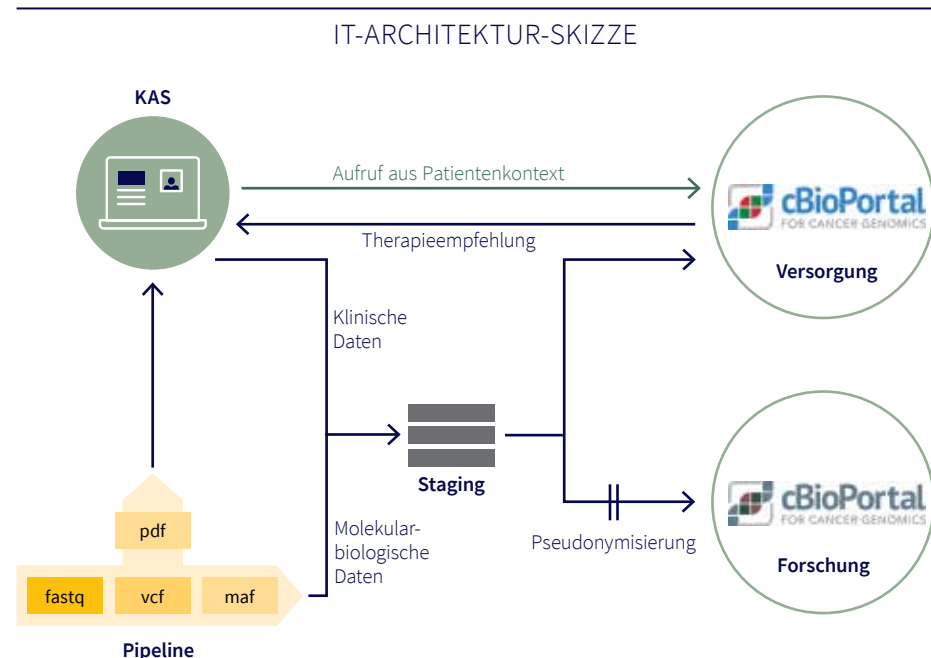 IT-ARCHITEKTUR-SKIZZE
KAS
Aufruf aus Patientenkontext
Therapieempfehlung
cBioPortal
FOR CANCER GENOMICS
Versorgung
Klinische
Daten
Staging
pdf
Molekular-
biologische
Daten
Pseudonymisierung
cBioPortal
FOR CANCER GENOMICS
Forschung
fastq
vcf
maf
Pipeline